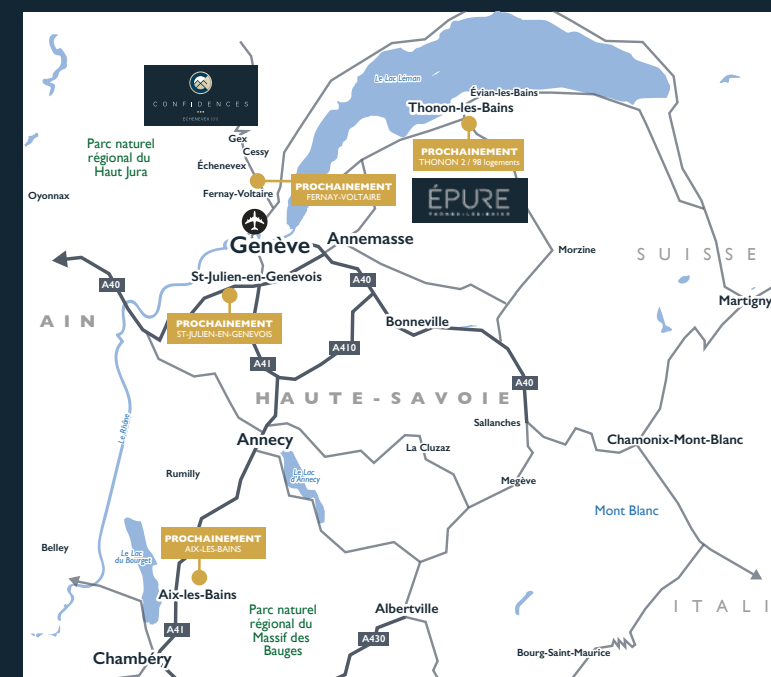 Le Lac Léman
Évian-les-Bains
Thonon-les-Bains
CONFIDENCES
Gex
Cessy
Parc naturel
régional du
Haut Jura
PROCHAINEMENT
THONON 2 / 98 logements
Échenevex
Oyonnax
Fernay-Voltaire
PROCHAINEMENT
FERNAY-VOLTAIRE
ÉPURE
Genève
Annemasse
Morzine
SUISSE
St-Julien-en-Genevois
A40
A40
Martigny
AIN
PROCHAINEMENT
ST-JULIEN-EN-GENEVOIS
Bonneville
A410
A41
A40
HAUTE-SAVOIE
Le Rhône
Sallanches
Annecy
Chamonix-Mont-Blanc
La Cluzaz
Rumilly
Le Lac
d'Annecy
Megève
Mont Blanc
Belley
Le Lac
du Bourget
PROCHAINEMENT
AIX-LES-BAINS
Aix-les-Bains
Parc naturel
régional du
Massif des
Bauges
Albertville
ITALI
A41
A430
Chambéry
Bourg-Saint-Maurice